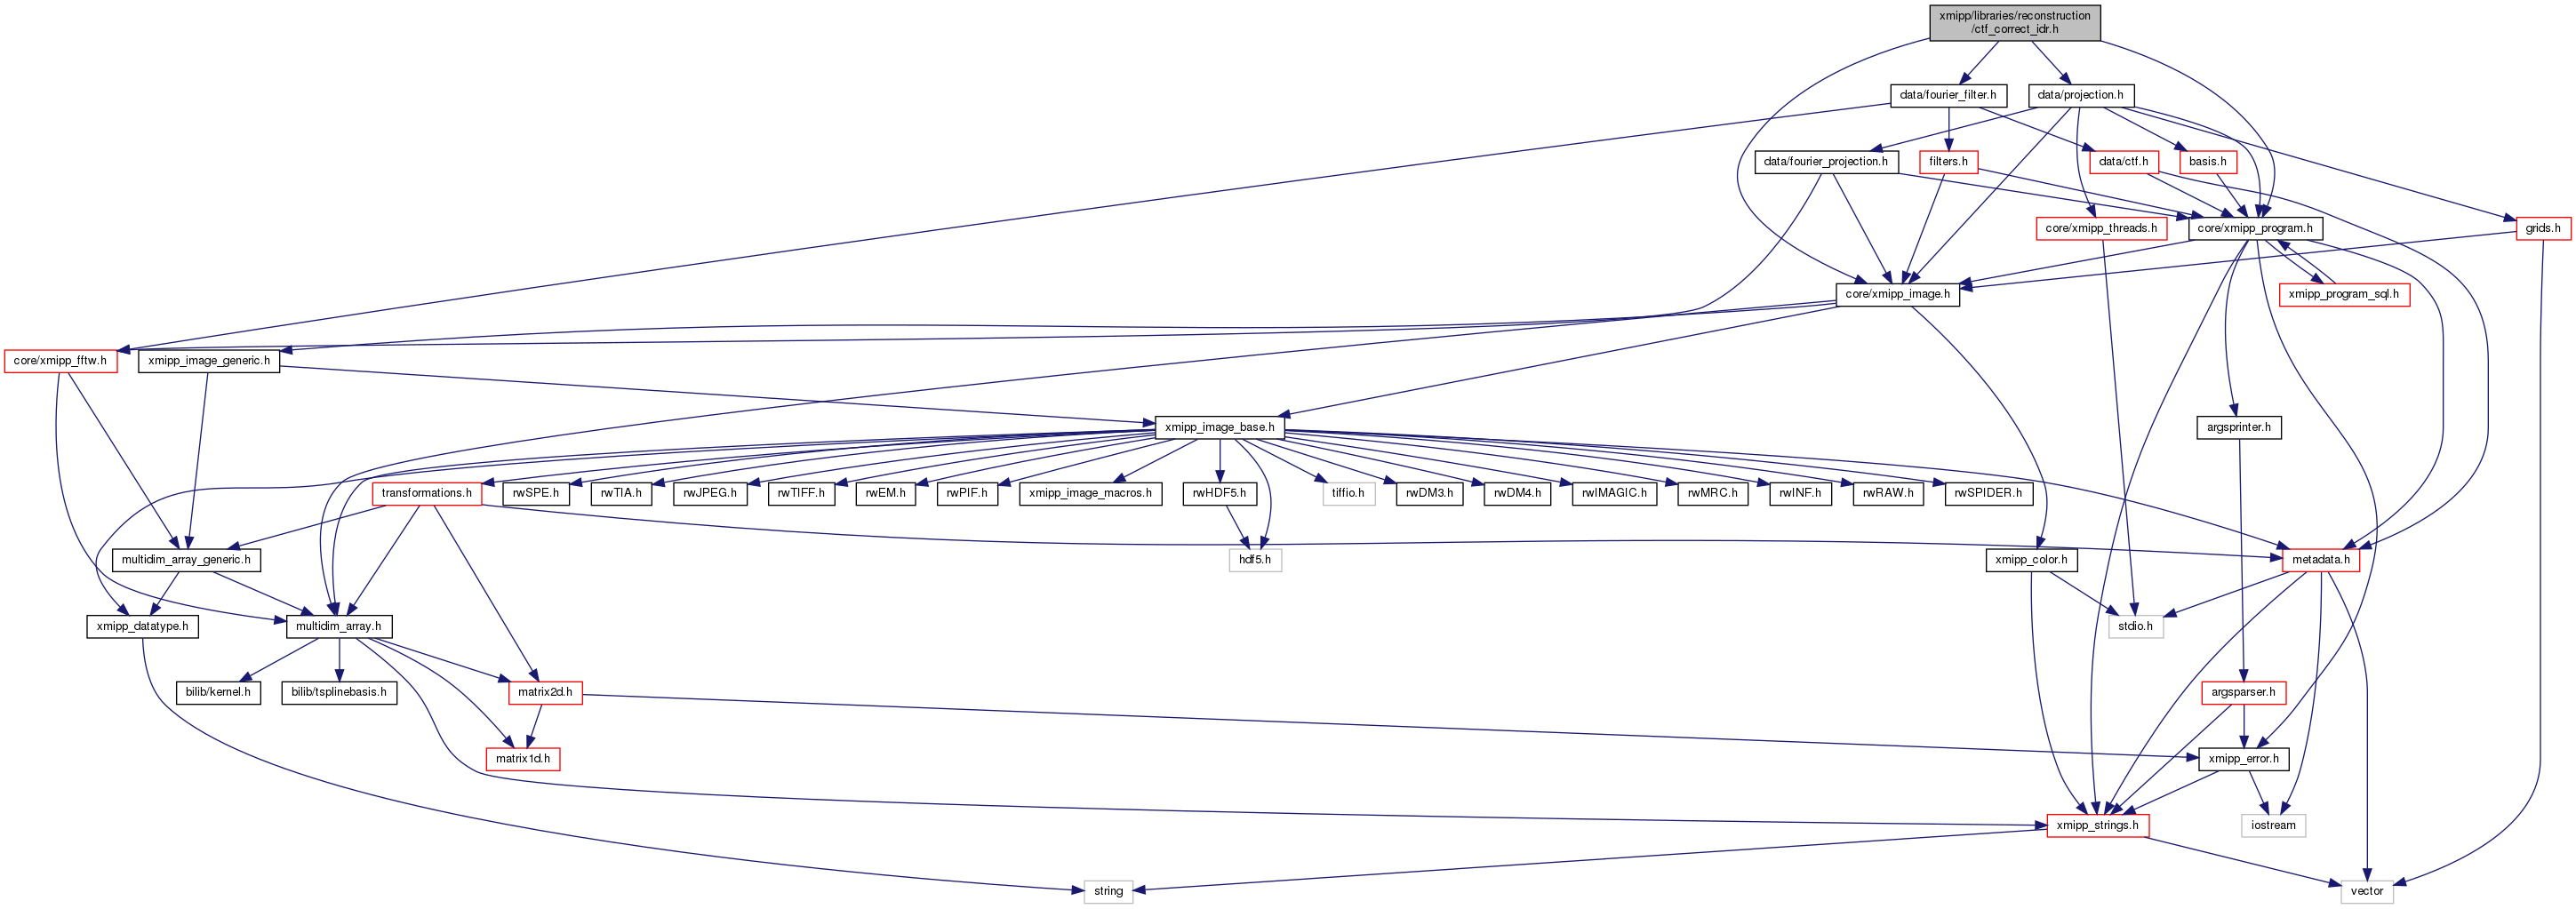 xmipp/libraries/reconstruction
/ctf_correct_idr.h
data/fourier_filter.h
data/projection.h
data/fourier_projection.h
filters.h
data/ctf.h
basis.h
core/xmipp_threads.h
core/xmipp_program.h
grids.h
core/xmipp_image.h
xmipp_program_sql.h
core/xmipp_fftw.h
xmipp_image_generic.h
xmipp_image_base.h
argsprinter.h
transformations.h
rwSPE.h
rwTIA.h
rwJPEG.h
rwTIFF.h
rwEM.h
rwPIF.h
xmipp_image_macros.h
rwHDF5.h
tiffio.h
rwDM3.h
rwDM4.h
rwIMAGIC.h
rwMRC.h
rwINF.h
rwRAW.h
rwSPIDER.h
multidim_array_generic.h
hdf5.h
xmipp_color.h
metadata.h
xmipp_datatype.h
multidim_array.h
stdio.h
bilib/kernel.h
bilib/tsplinebasis.h
matrix2d.h
argsparser.h
matrix1d.h
xmipp_error.h
xmipp_strings.h
iostream
string
vector